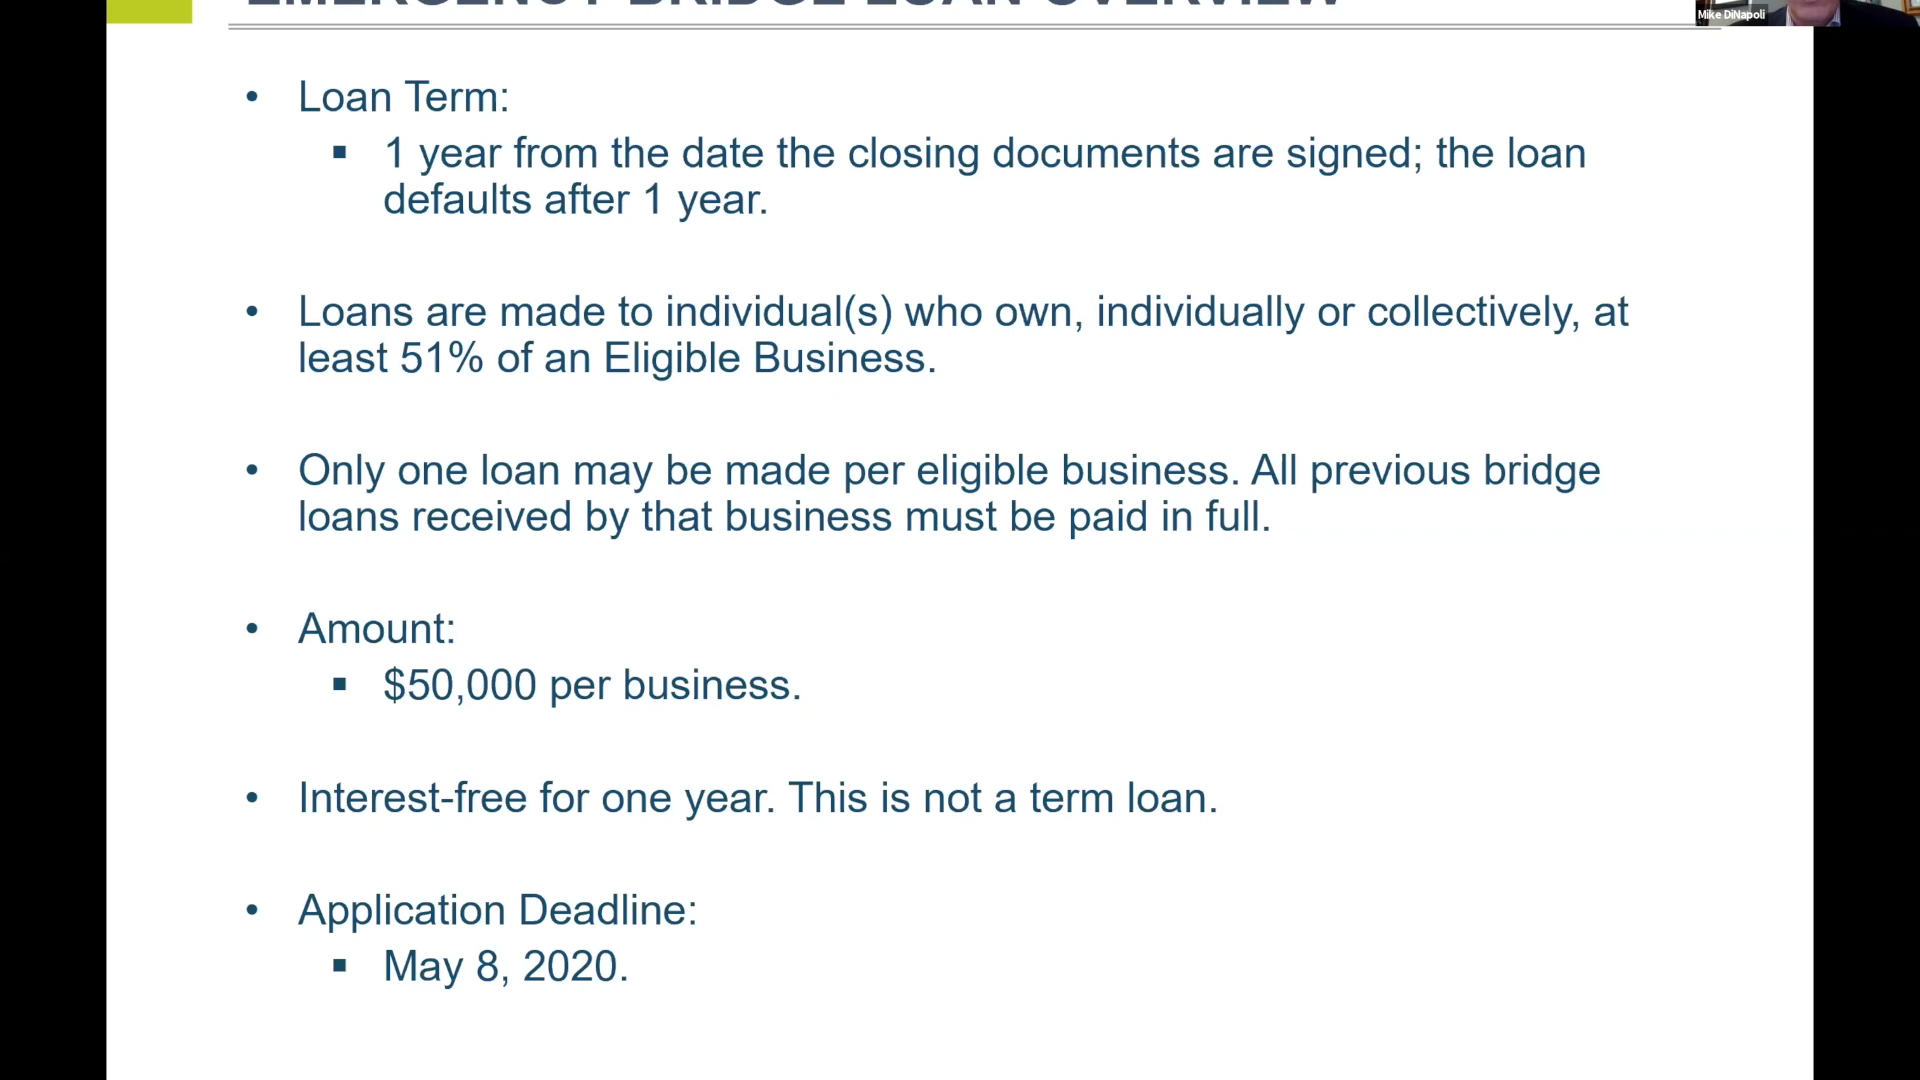 EMERGENCY BRIDGE LOAN OVERVIEW
Mike DiNapoli
• Loan Term:
▪ 1 year from the date the closing documents are signed; the loan
defaults after 1 year.
• Loans are made to individual(s) who own, individually or collectively, at
least 51% of an Eligible Business.
• Only one loan may be made per eligible business. All previous bridge
loans received by that business must be paid in full.
• Amount:
▪ $50,000 per business.
• Interest-free for one year. This is not a term loan.
• Application Deadline:
▪ May 8, 2020.